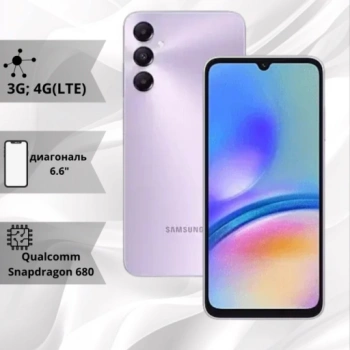 3G; 4G(LTE)
диагональ
6.6"
SAMSUNG
Qualcomm
Snapdragon 680